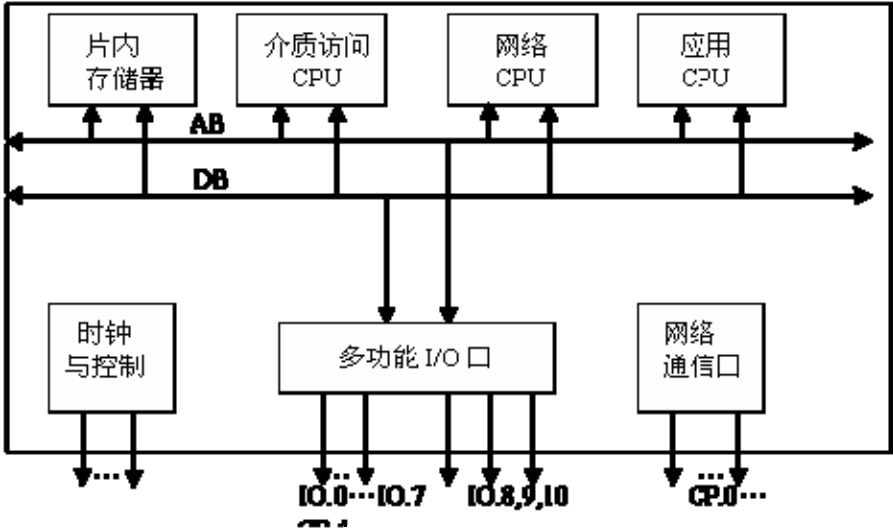 片内
存储器
介质访问
CPU
网络
CPU
应用
CPU
AB
DB
时钟
与控制
多功能 I/O 口
网络
通信口
…
IO.0…IO.7
IO.8,9,10
CP.0…